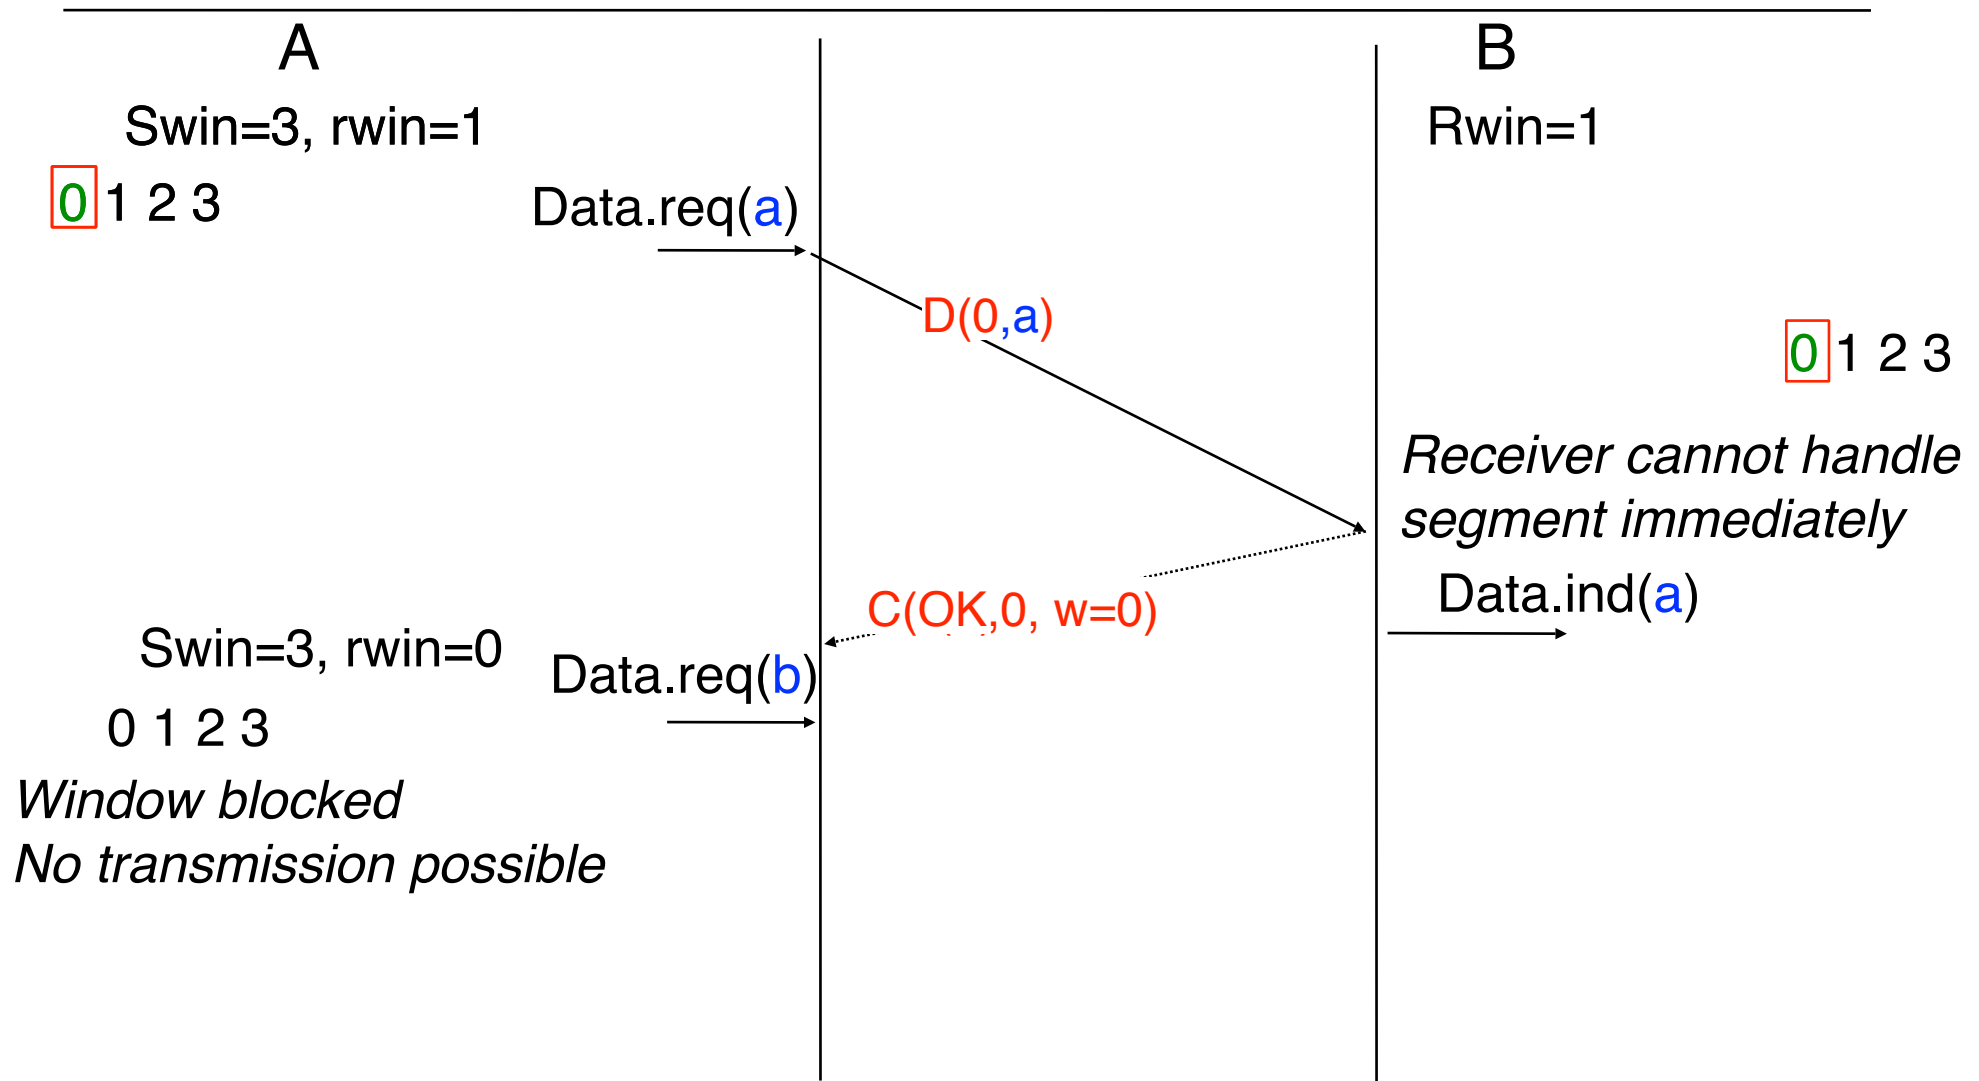 A
B
Swin=3, rwin=1
Rwin=1
0 1 2 3
Data.req(a)
D(0,a)
0 1 2 3
Receiver cannot handle
segment immediately
C(OK,0, w=0)
Data.ind(a)
Swin=3, rwin=0
Data.req(b)
0 1 2 3
Window blocked
No transmission possible